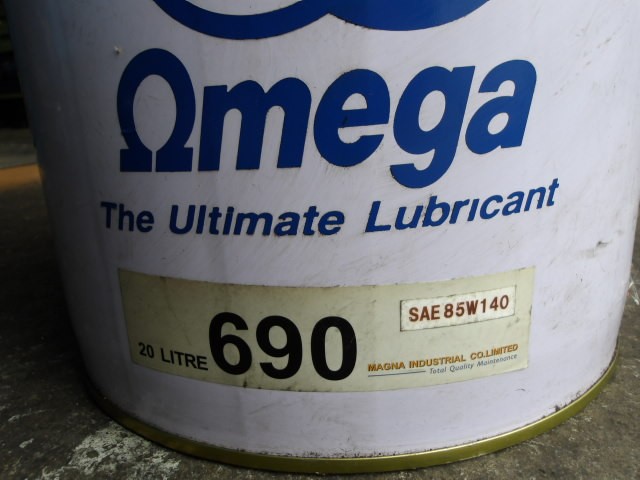 Ωmega
The Ultimate Lubricant
SAE 85W140
20 LITRE 690
MAGNA INDUSTRIAL CO.LIMITED
Total Quality Maintenance